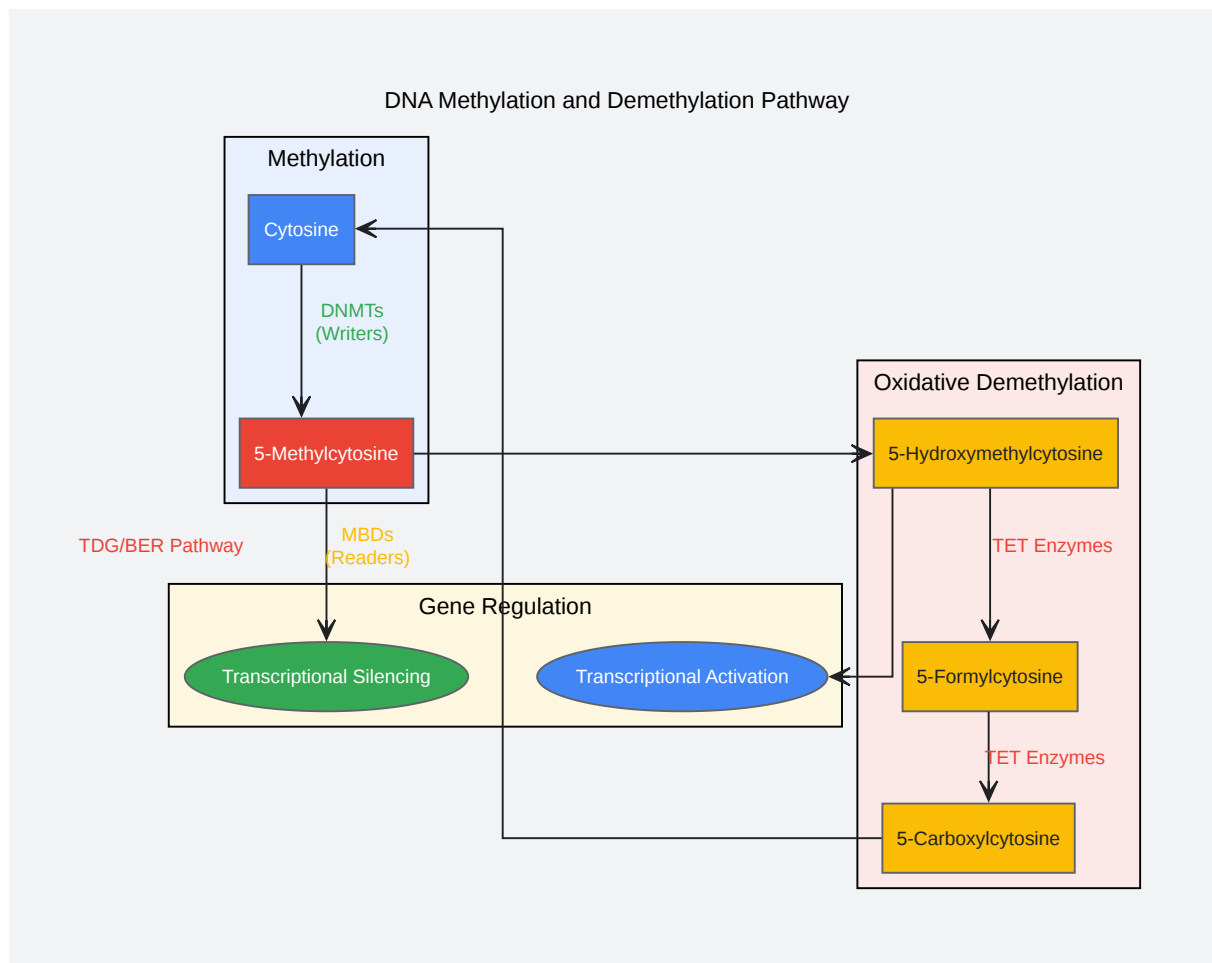 DNA Methylation and Demethylation Pathway
Methylation
Cytosine
DNMTs
(Writers)
Oxidative Demethylation
5-Methylcytosine
5-Hydroxymethylcytosine
TDG/BER Pathway
MBDs
(Readers)
TET Enzymes
Gene Regulation
Transcriptional Silencing
Transcriptional Activation
5-Formylcytosine
TET Enzymes
5-Carboxylcytosine